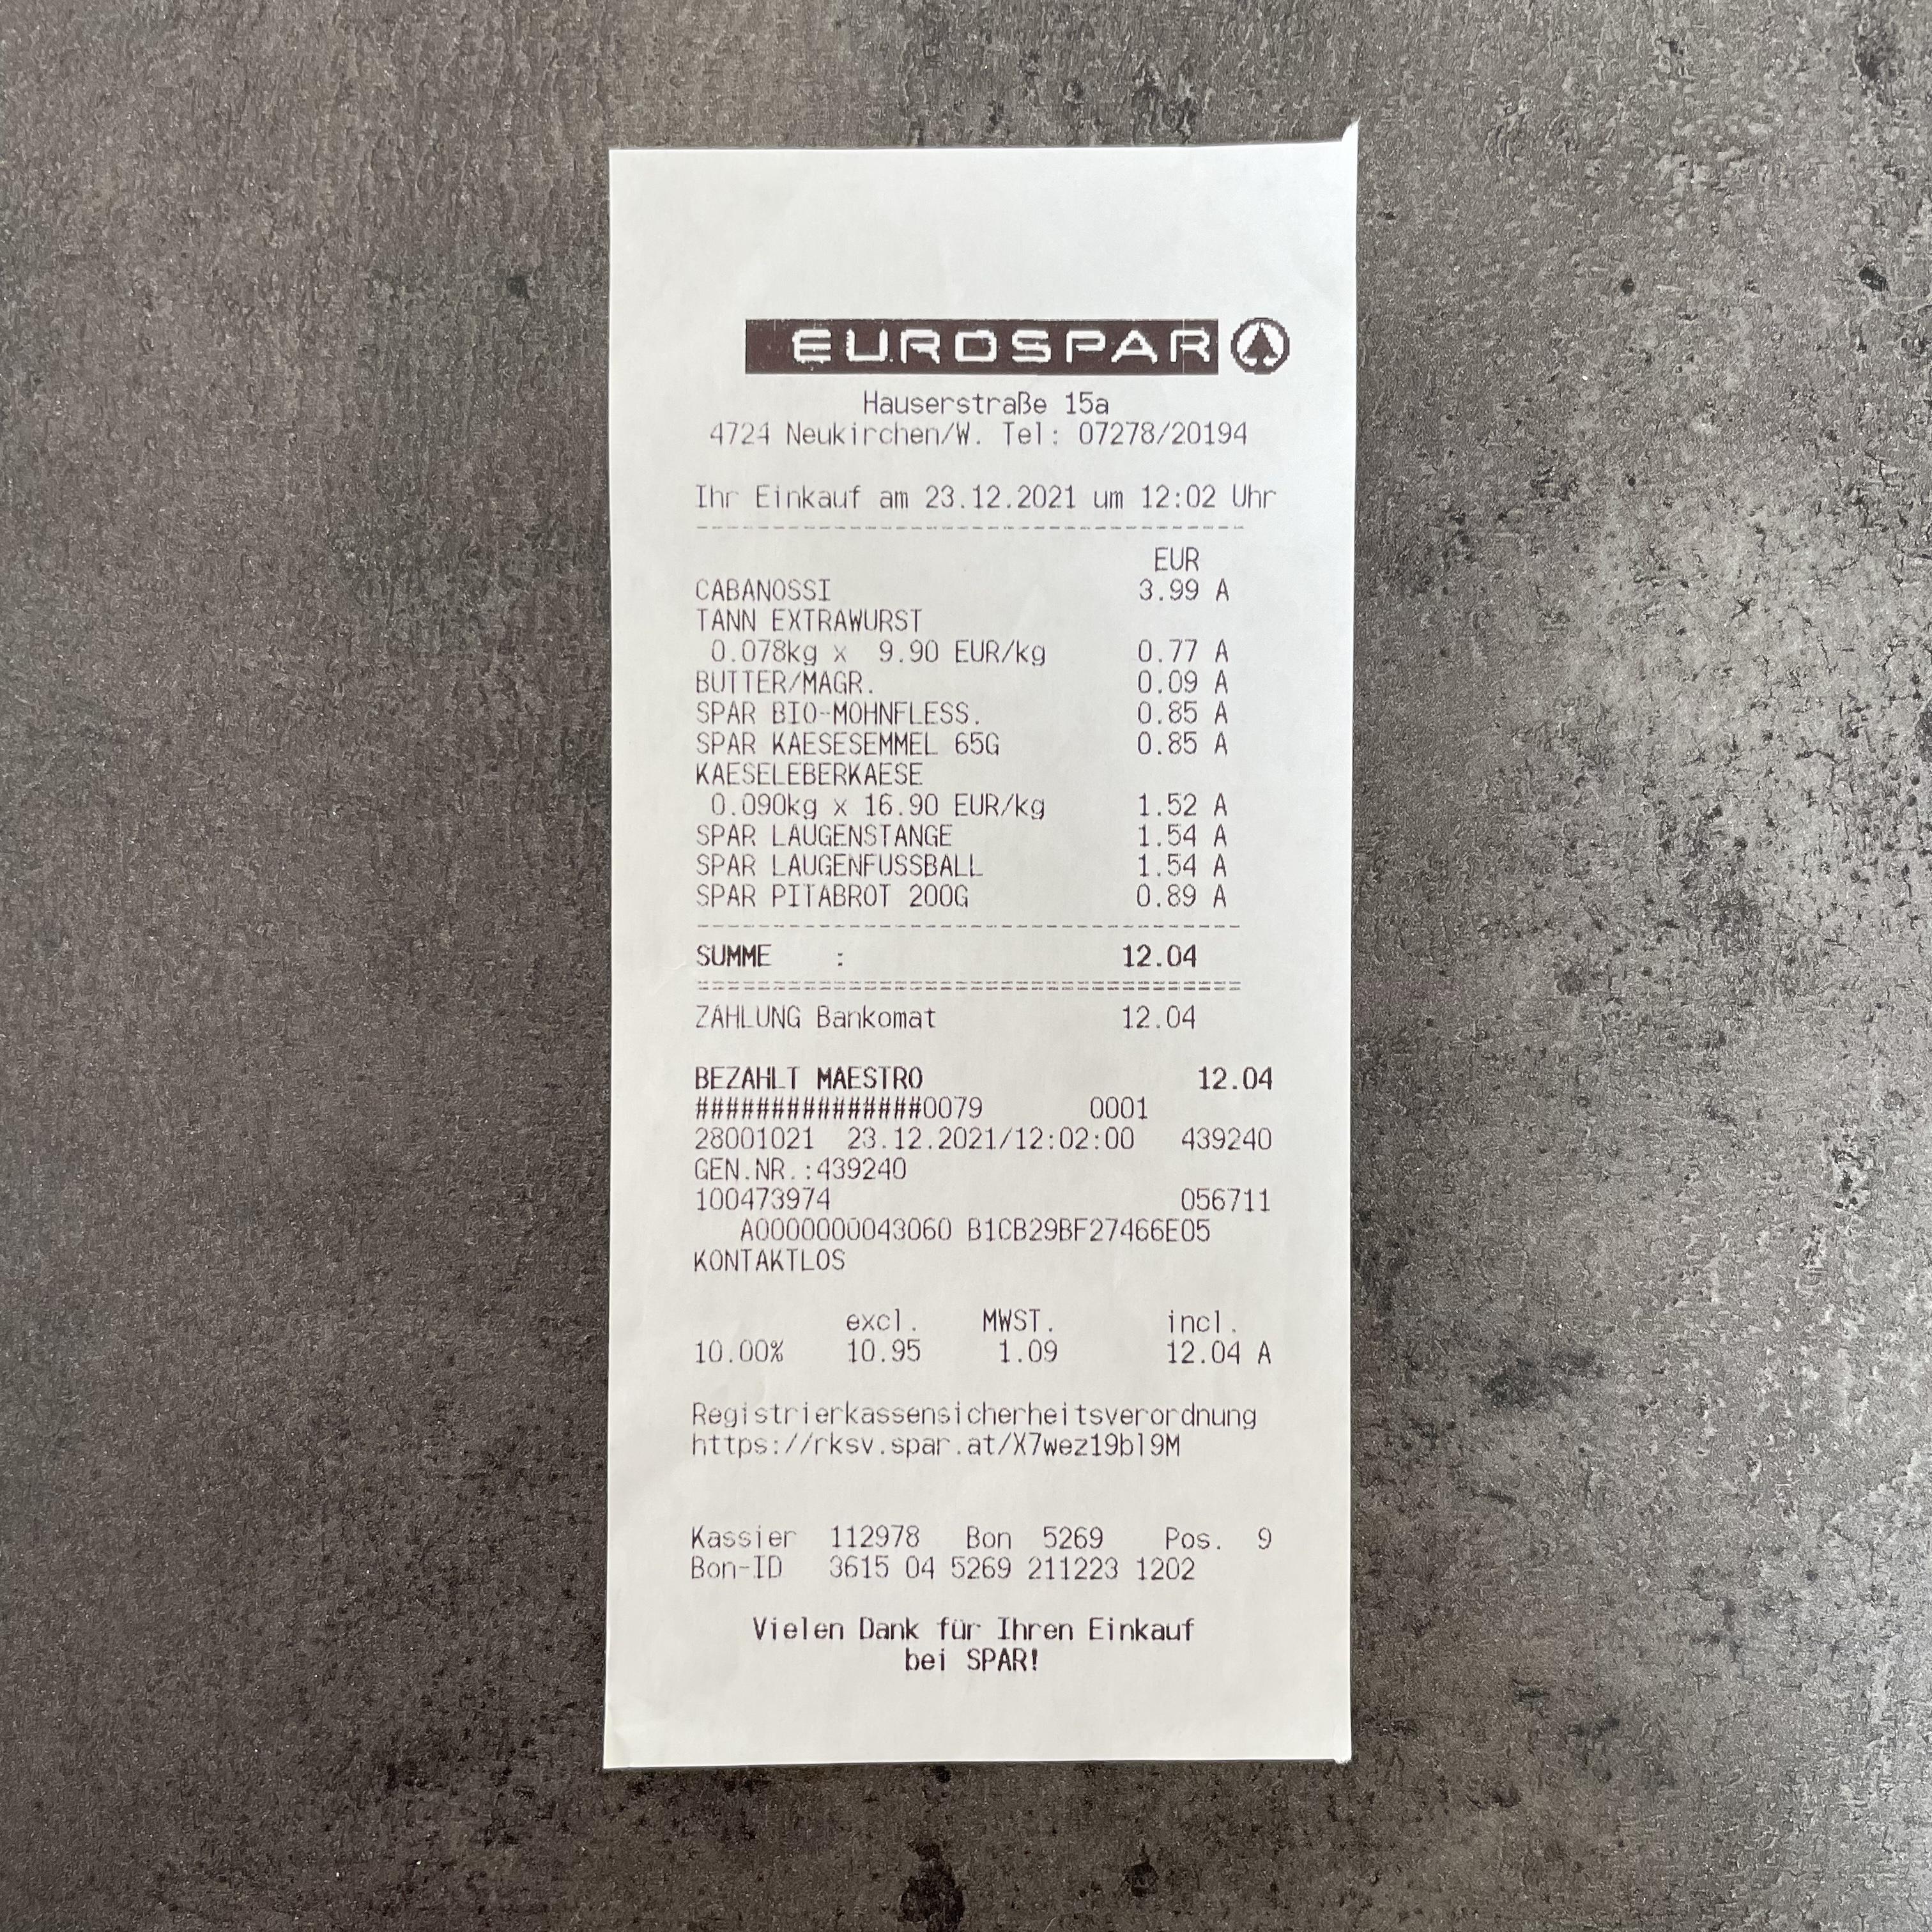 EUROSPAR
Hauserstraße 15a
4724 Neukirchen/W. Tel: 07278/20194
Ihr Einkauf am 23.12.2021 um 12:02 Uhr
EUR
CABANOSSI 3.99 A
TANN EXTRAWURST
0.078kg x 9.90 EUR/kg 0.77 A
BUTTER/MAGR. 0.09 A
SPAR BIO-MOHNFLESS. 0.85 A
SPAR KAESESEMMEL 65G 0.85 A
KAESELEBERKAESE
0.090kg x 16.90 EUR/kg 1.52 A
SPAR LAUGENSTANGE 1.54 A
SPAR LAUGENFUSSBALL 1.54 A
SPAR PITABROT 200G 0.89 A
SUMME : 12.04
ZAHLUNG Bankomat 12.04
BEZAHLT MAESTRO 12.04
###############0079 0001
28001021 23.12.2021/12:02:00 439240
GEN.NR.:439240
100473974 056711
A0000000043060 B1CB29BF27466E05
KONTAKTLOS
excl. MWST. incl.
10.00% 10.95 1.09 12.04 A
Registrierkassensicherheitsverordnung
https://rksv.spar.at/X7wez19bl9M
Kassier 112978 Bon 5269 Pos. 9
Bon-ID 3615 04 5269 211223 1202
Vielen Dank für Ihren Einkauf
bei SPAR!